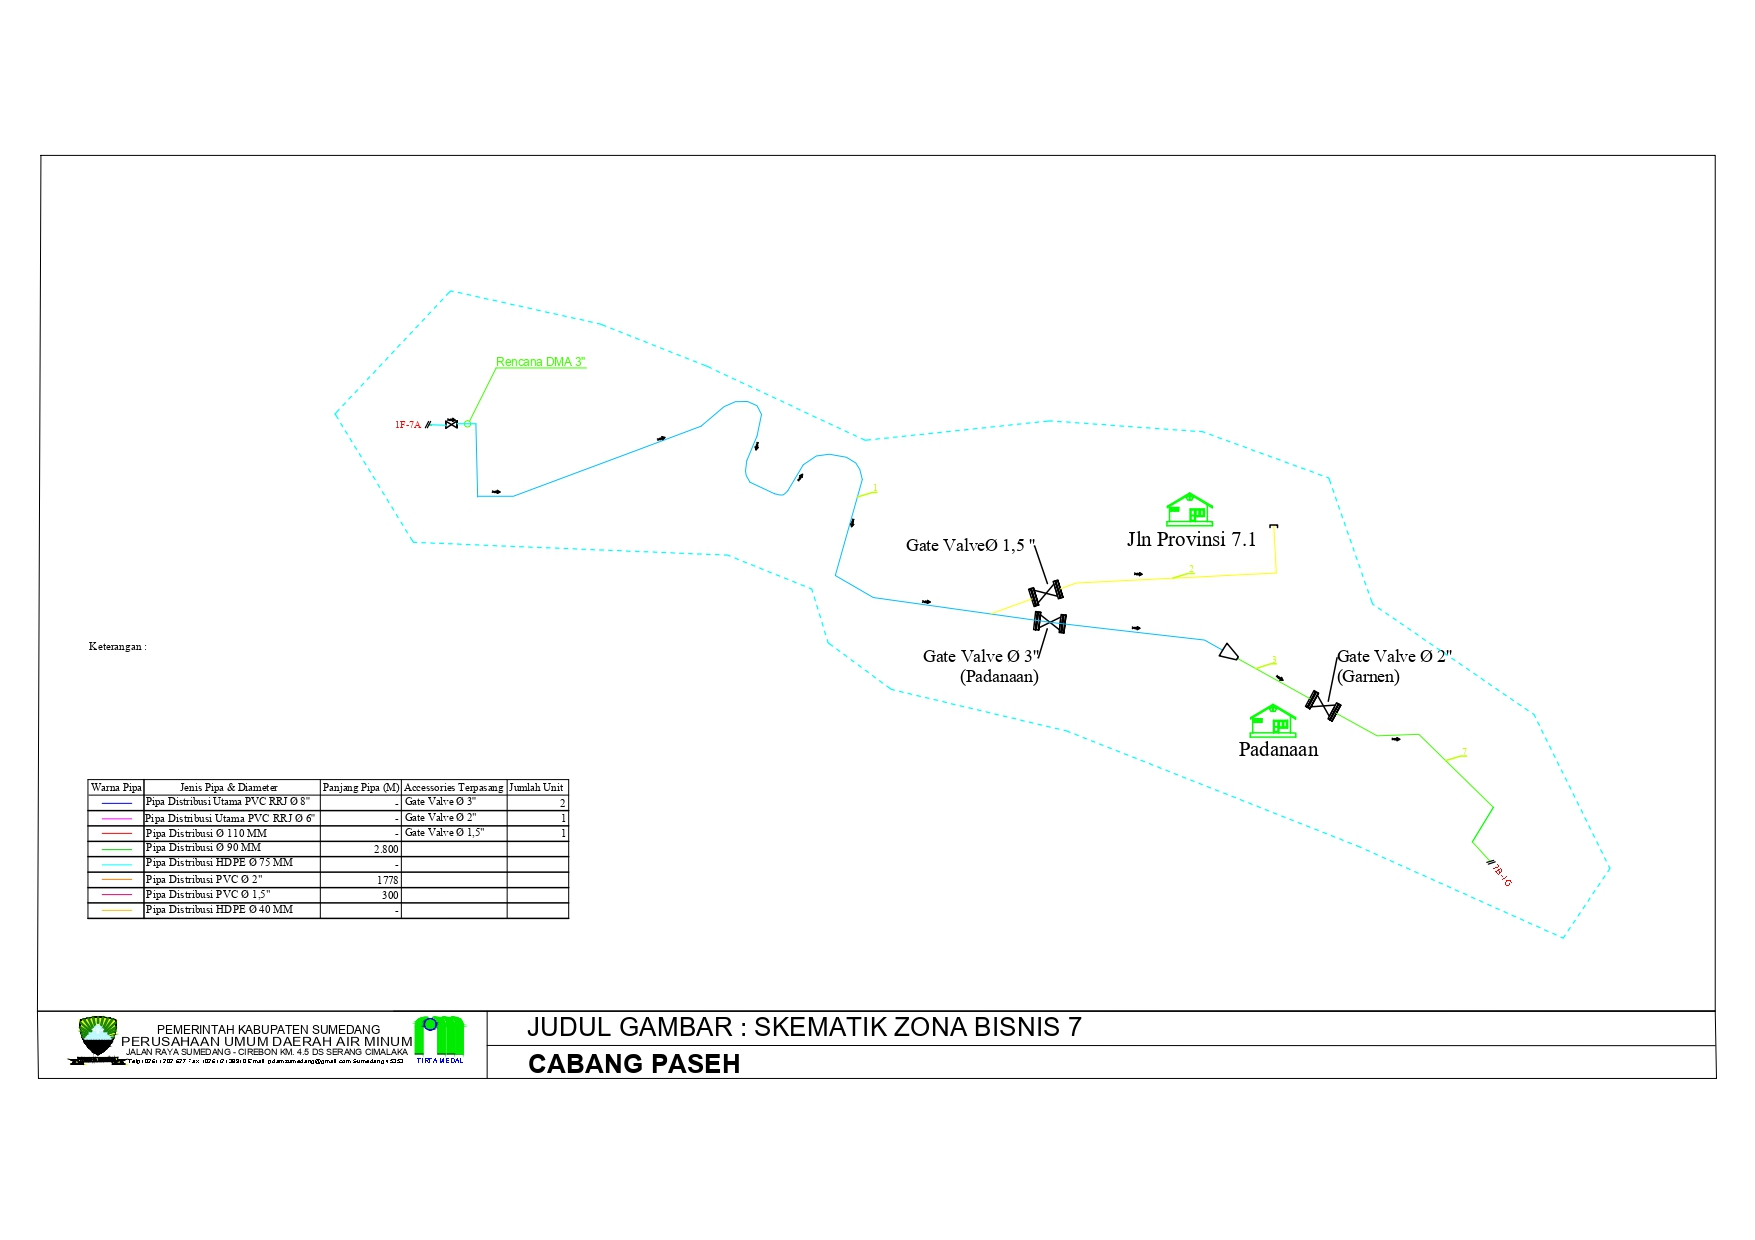 Rencana DMA 3"
1F-7A
1
Gate ValveØ 1,5 "
Jln Provinsi 7.1
2
Gate Valve Ø 3"
(Padanaan)
3
Gate Valve Ø 2"
(Garnen)
Padanaan
7
Keterangan :
Warna Pipa Jenis Pipa & Diameter Panjang Pipa (M) Accessories Terpasang Jumlah Unit
Pipa Distribusi Utama PVC RRJ Ø 8" - Gate Valve Ø 3" 2
Pipa Distribusi Utama PVC RRJ Ø 6" - Gate Valve Ø 2" 1
Pipa Distribusi Ø 110 MM - Gate Valve Ø 1,5" 1
Pipa Distribusi Ø 90 MM 2.800
Pipa Distribusi HDPE Ø 75 MM -
Pipa Distribusi PVC Ø 2" 1778
Pipa Distribusi PVC Ø 1,5" 300
Pipa Distribusi HDPE Ø 40 MM -
PEMERINTAH KABUPATEN SUMEDANG
PERUSAHAAN UMUM DAERAH AIR MINUM
JALAN RAYA SUMEDANG - CIREBON KM. 4.5 DS SERANG CIMALAKA
TIRTA MEDAL
JUDUL GAMBAR : SKEMATIK ZONA BISNIS 7
CABANG PASEH